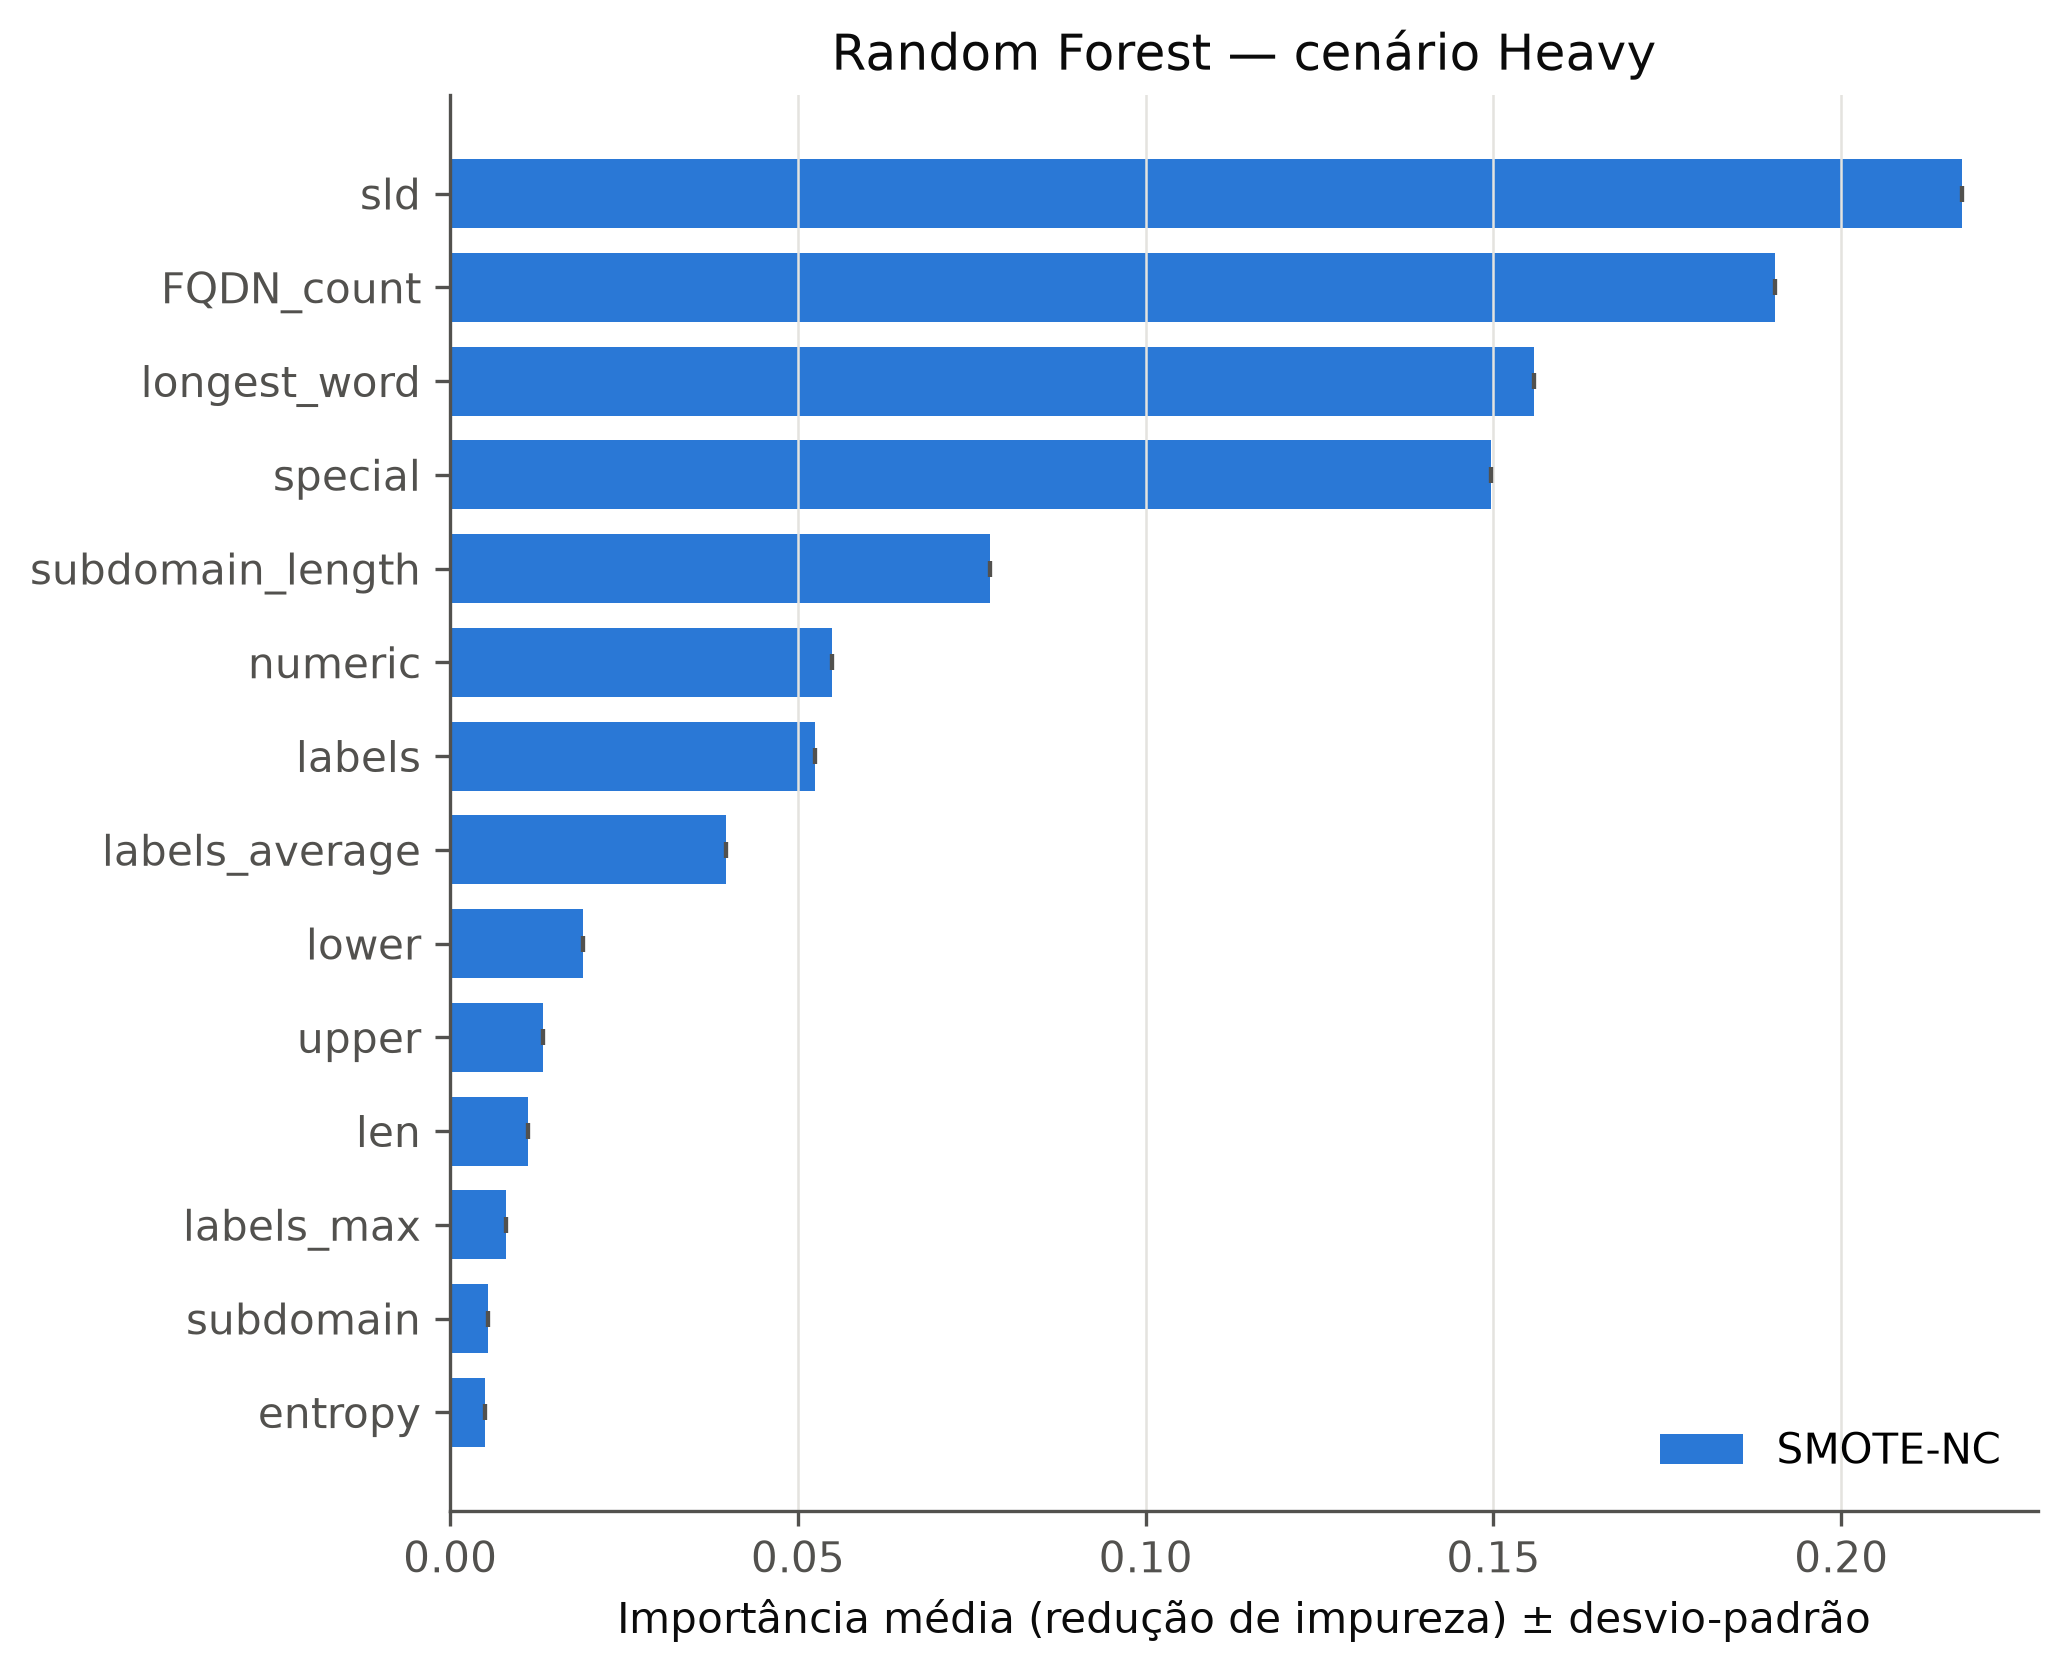 Random Forest — cenário Heavy
sld
FQDN_count
longest_word
special
subdomain_length
numeric
labels
labels_average
lower
upper
len
labels_max
subdomain
entropy
SMOTE-NC
0.00 0.05 0.10 0.15 0.20
Importância média (redução de impureza) ± desvio-padrão